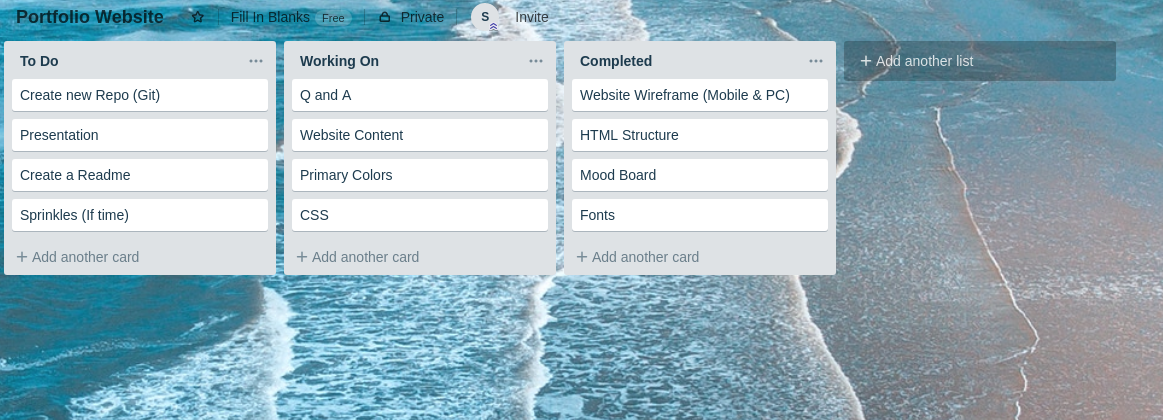 Portfolio Website Fill In Blanks Free Private S Invite
To Do
Create new Repo (Git)
Presentation
Create a Readme
Sprinkles (If time)
+ Add another card
Working On
Q and A
Website Content
Primary Colors
CSS
+ Add another card
Completed
Website Wireframe (Mobile & PC)
HTML Structure
Mood Board
Fonts
+ Add another card
+ Add another list